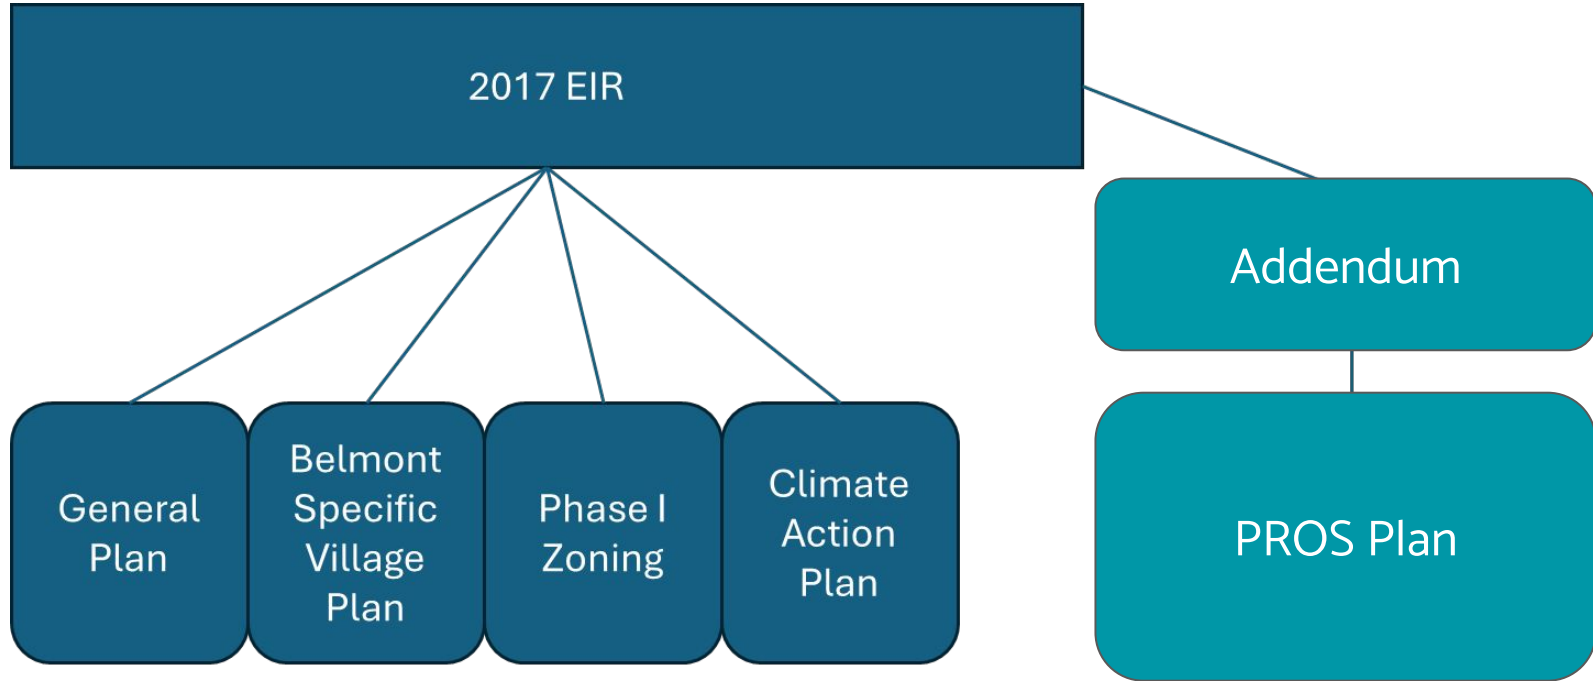 2017 EIR
Addendum
General
Plan
Belmont
Specific
Village
Plan
Phase I
Zoning
Climate
Action
Plan
PROS Plan